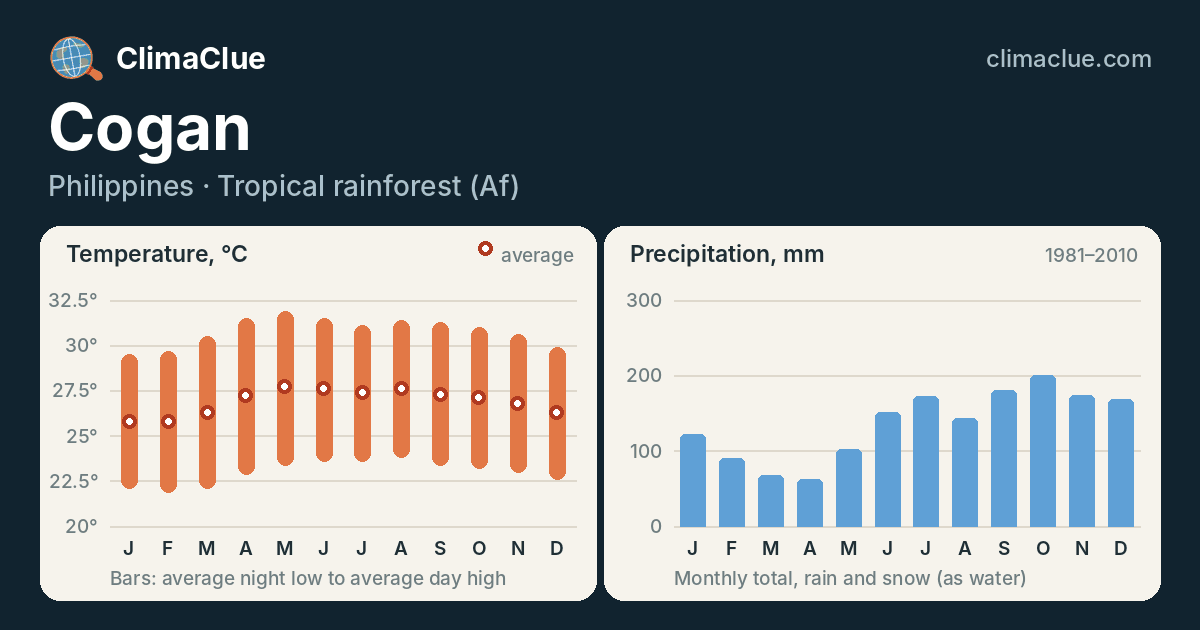 ClimaClue
climaclue.com
Cogan
Philippines · Tropical rainforest (Af)
Temperature, °C
average
32.5°
30°
27.5°
25°
22.5°
20°
J F M A M J J A S O N D
Bars: average night low to average day high
Precipitation, mm
1981–2010
300
200
100
0
J F M A M J J A S O N D
Monthly total, rain and snow (as water)